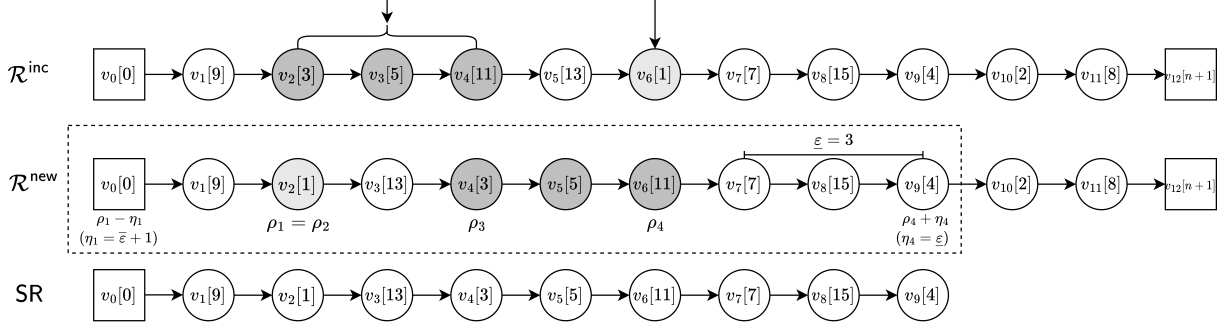 R^inc v₀[0] v₁[9] v₂[3] v₃[5] v₄[11] v₅[13] v₆[1] v₇[7] v₈[15] v₉[4] v₁₀[2] v₁₁[8] v₁₂[n + 1]
ε̲ = 3
R^new v₀[0] v₁[9] v₂[1] v₃[13] v₄[3] v₅[5] v₆[11] v₇[7] v₈[15] v₉[4] v₁₀[2] v₁₁[8] v₁₂[n + 1]
ρ₁ − η₁ ρ₁ = ρ₂ ρ₃ ρ₄ ρ₄ + η₄
(η₁ = ε̅ + 1) (η₄ = ε̲)
SR v₀[0] v₁[9] v₂[1] v₃[13] v₄[3] v₅[5] v₆[11] v₇[7] v₈[15] v₉[4]